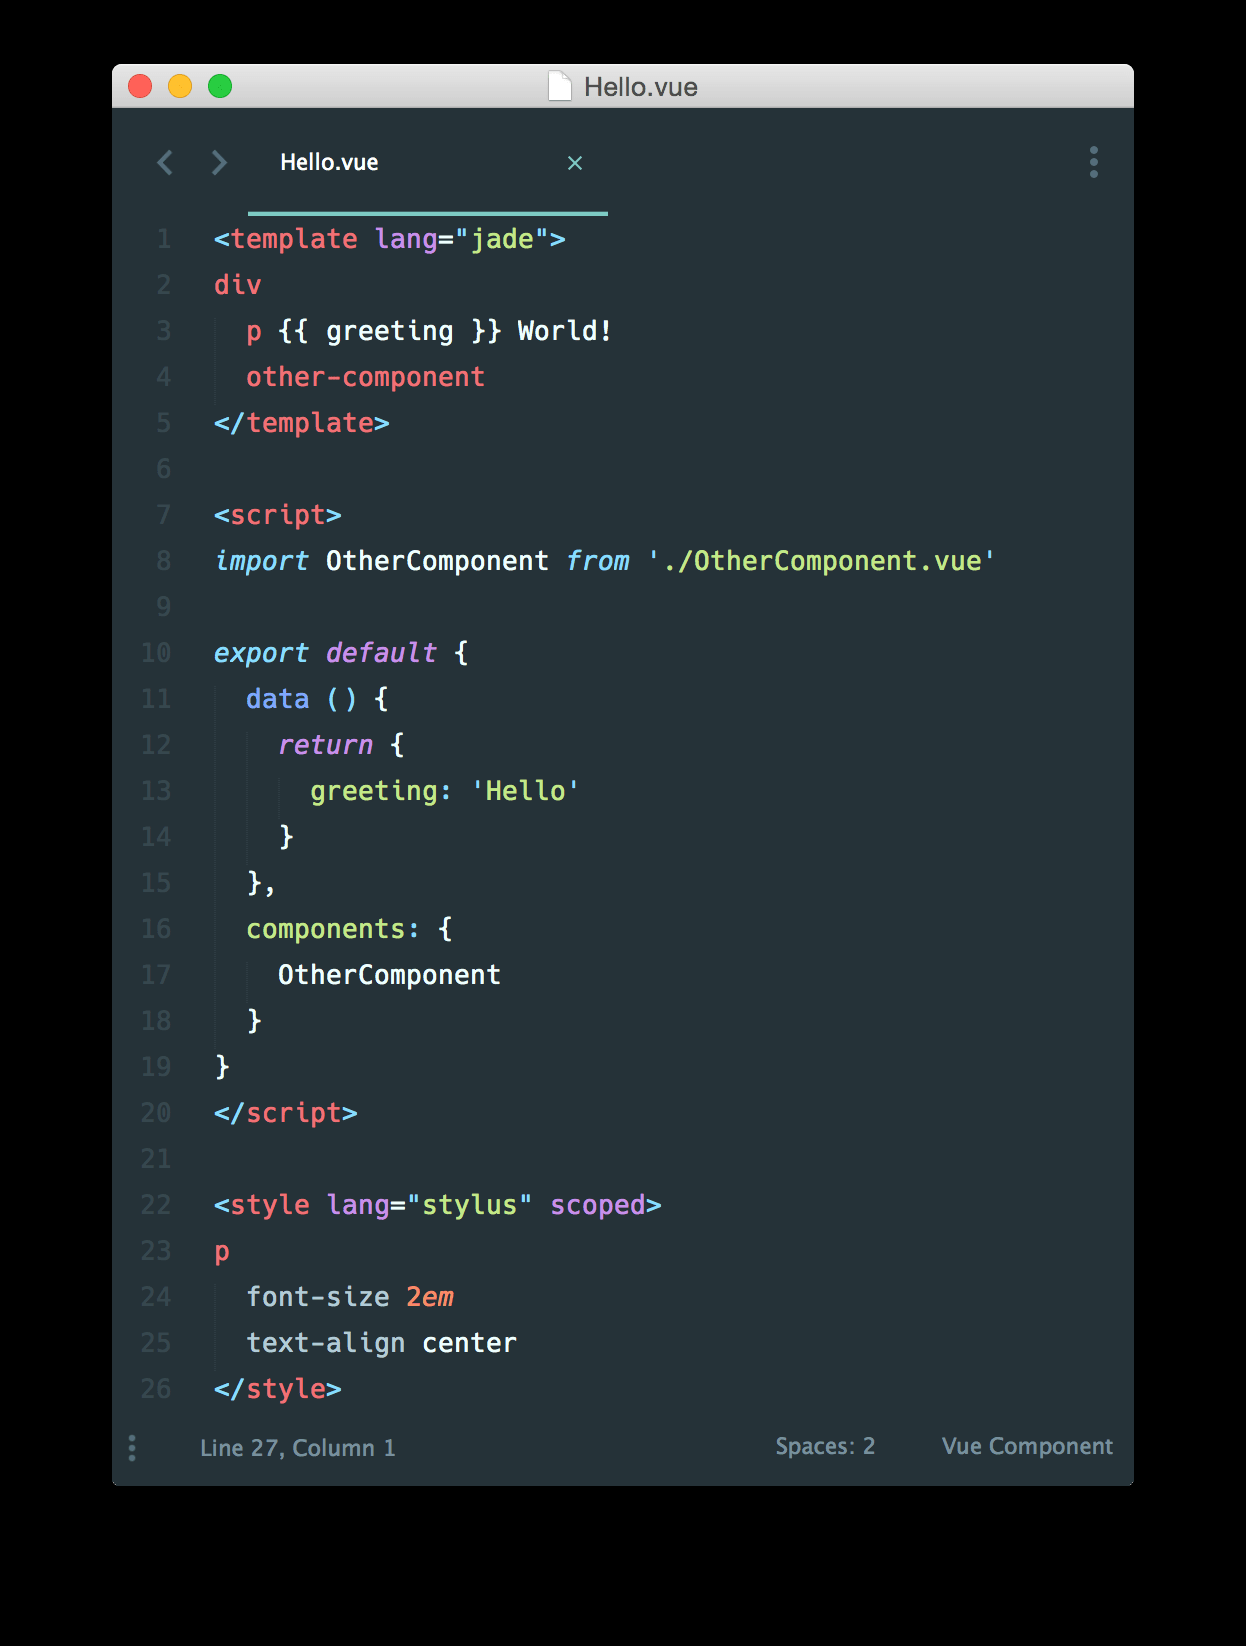 Hello.vue
Hello.vue ×
1 <template lang="jade">
2 div
3   p {{ greeting }} World!
4   other-component
5 </template>
6
7 <script>
8 import OtherComponent from './OtherComponent.vue'
9
10 export default {
11   data () {
12     return {
13       greeting: 'Hello'
14     }
15   },
16   components: {
17     OtherComponent
18   }
19 }
20 </script>
21
22 <style lang="stylus" scoped>
23 p
24   font-size 2em
25   text-align center
26 </style>
Line 27, Column 1 Spaces: 2 Vue Component